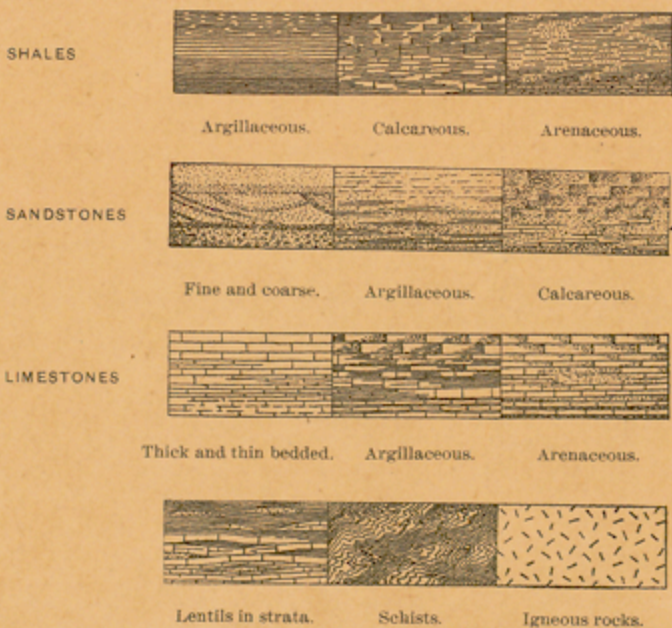 SHALES
Argillaceous. Calcareous. Arenaceous.
SANDSTONES
Fine and coarse. Argillaceous. Calcareous.
LIMESTONES
Thick and thin bedded. Argillaceous. Arenaceous.
Lentils in strata. Schists. Igneous rocks.